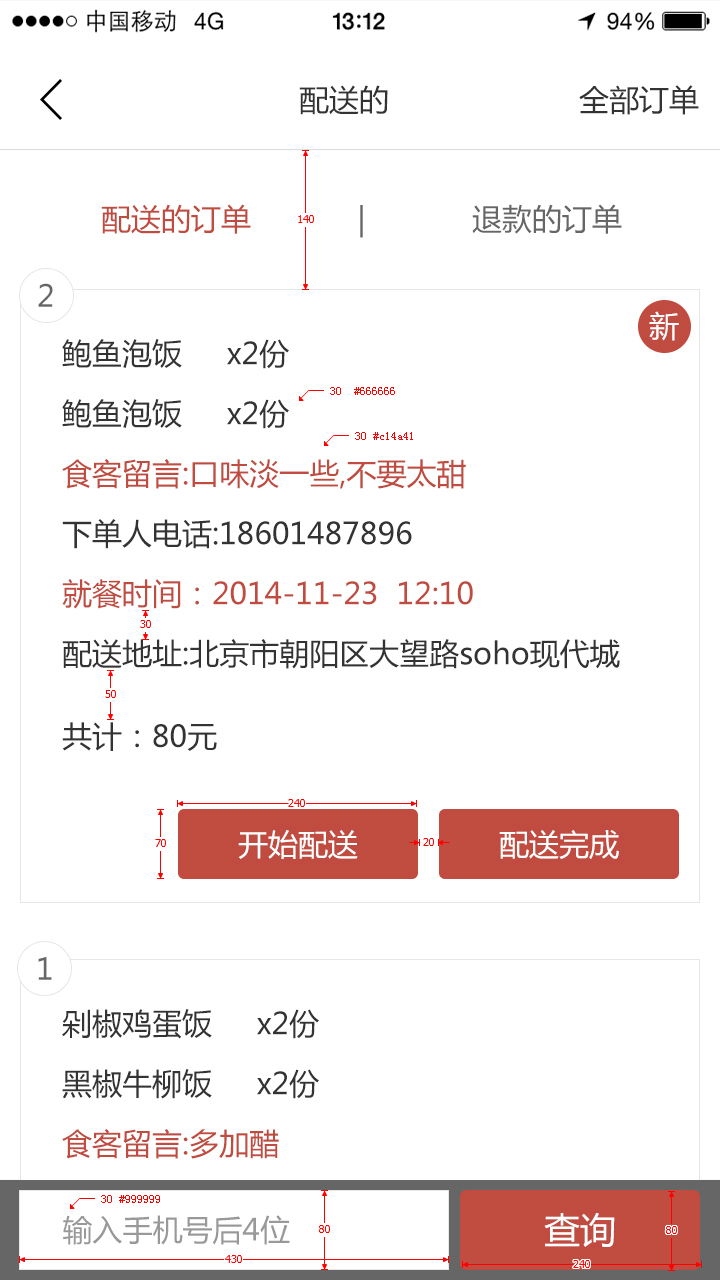 中国移动 4G 13:12 94%
配送的 全部订单
140
配送的订单 | 退款的订单
2
新
鲍鱼泡饭 x2份
30 #666666
鲍鱼泡饭 x2份
30 #c14a41
食客留言:口味淡一些,不要太甜
下单人电话:18601487896
就餐时间：2014-11-23 12:10
30
配送地址:北京市朝阳区大望路soho现代城
50
共计：80元
240
70 开始配送 20 配送完成
1
剁椒鸡蛋饭 x2份
黑椒牛柳饭 x2份
食客留言:多加醋
30 #999999
输入手机号后4位 80 查询 80
430 240